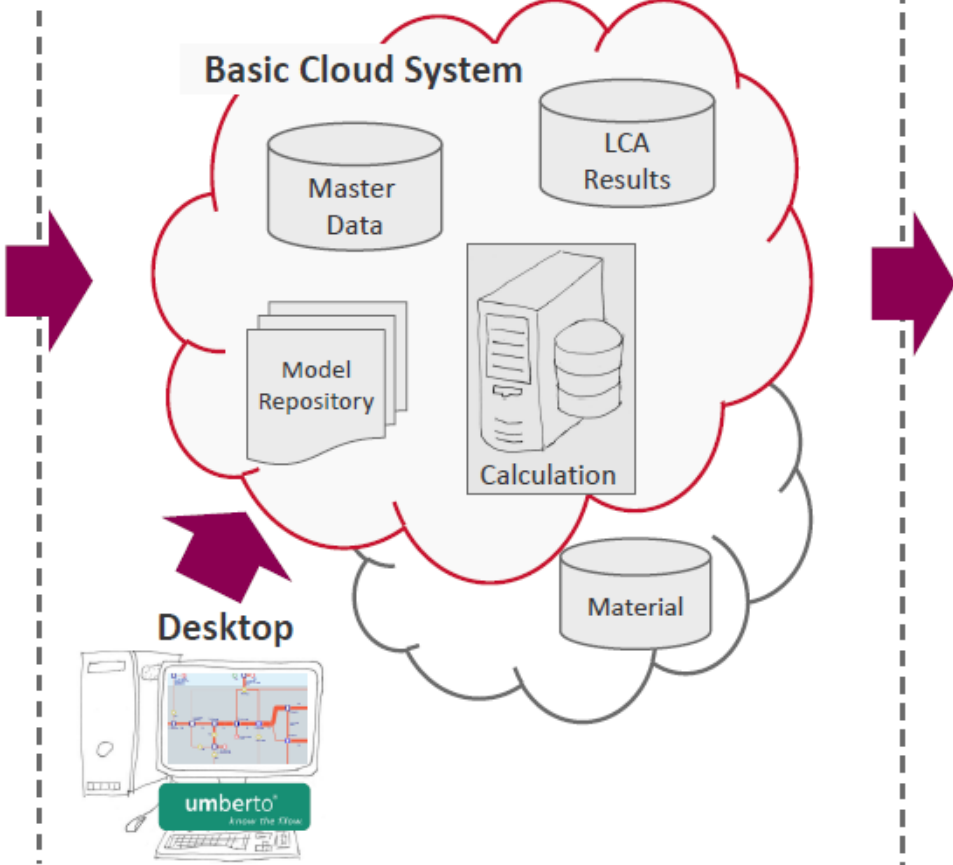 Basic Cloud System
LCA
Results
Master
Data
Model
Repository
Calculation
Material
Desktop
umberto®
know the flow